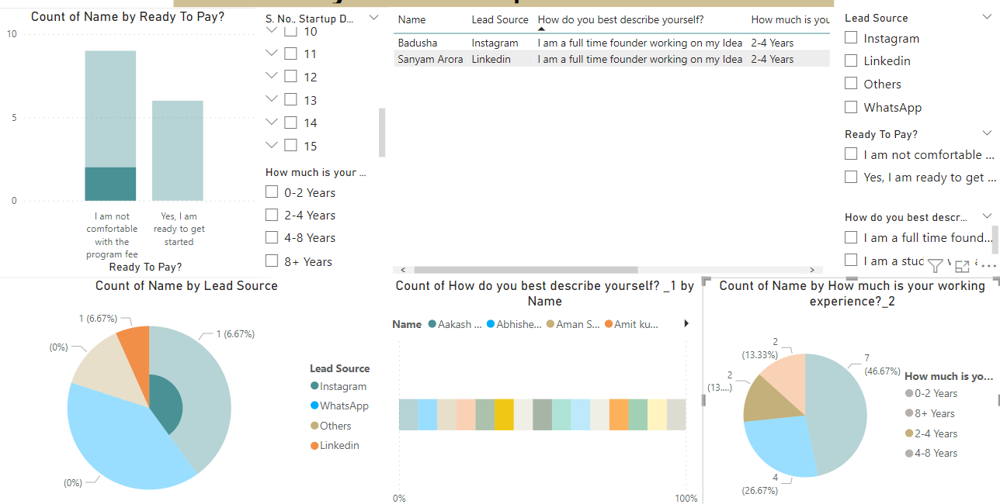 Count of Name by Ready To Pay?
10
5
0
I am not
comfortable
with the
program fee
Yes, I am
ready to get
started
Ready To Pay?
S. No., Startup D...
10
11
12
13
14
15
How much is your ...
0-2 Years
2-4 Years
4-8 Years
8+ Years
Name Lead Source How do you best describe yourself? How much is you
Badusha Instagram I am a full time founder working on my Idea 2-4 Years
Sanyam Arora Linkedin I am a full time founder working on my Idea 2-4 Years
Lead Source
Instagram
Linkedin
Others
WhatsApp
Ready To Pay?
I am not comfortable ...
Yes, I am ready to get ...
How do you best descr...
I am a full time found...
I am a stud
Count of Name by Lead Source
1 (6.67%)
1 (6.67%)
(0%)
(0%)
Lead Source
Instagram
WhatsApp
Others
Linkedin
Count of How do you best describe yourself? _1 by
Name
Name Aakash ... Abhishe... Aman S... Amit ku...
0%
100%
Count of Name by How much is your working
experience?_2
2
(13.33%)
7
(46.67%)
2
(13....)
4
(26.67%)
How much is yo...
0-2 Years
8+ Years
2-4 Years
4-8 Years